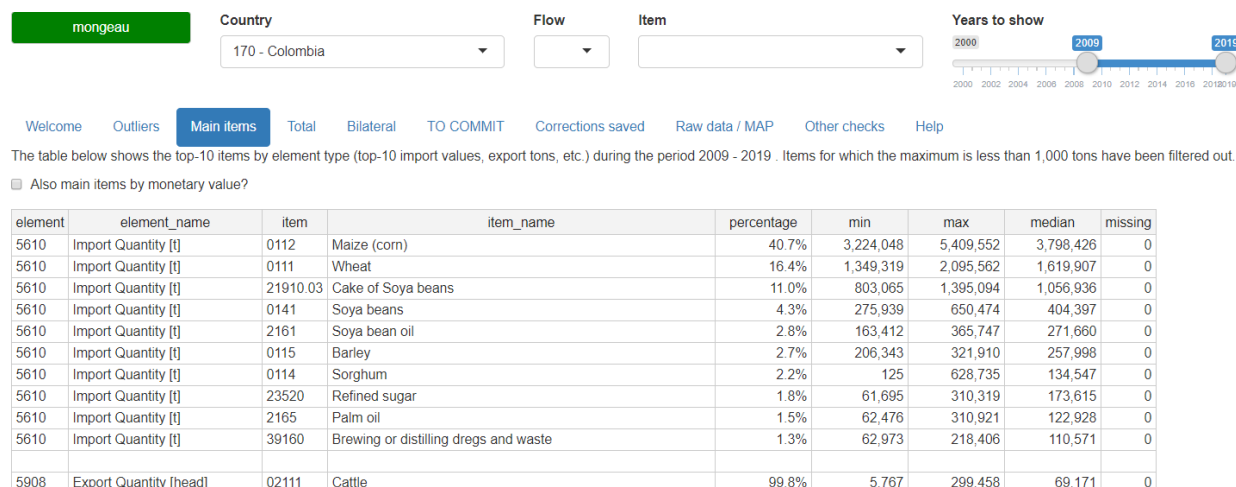 mongeau
Country Flow Item Years to show
170 - Colombia
2000 2009 2019
2000 2002 2004 2006 2008 2010 2012 2014 2016 20182019
Welcome Outliers Main items Total Bilateral TO COMMIT Corrections saved Raw data / MAP Other checks Help
The table below shows the top-10 items by element type (top-10 import values, export tons, etc.) during the period 2009 - 2019 . Items for which the maximum is less than 1,000 tons have been filtered out.
Also main items by monetary value?
element element_name item item_name percentage min max median missing
5610 Import Quantity [t] 0112 Maize (corn) 40.7% 3,224,048 5,409,552 3,798,426 0
5610 Import Quantity [t] 0111 Wheat 16.4% 1,349,319 2,095,562 1,619,907 0
5610 Import Quantity [t] 21910.03 Cake of Soya beans 11.0% 803,065 1,395,094 1,056,936 0
5610 Import Quantity [t] 0141 Soya beans 4.3% 275,939 650,474 404,397 0
5610 Import Quantity [t] 2161 Soya bean oil 2.8% 163,412 365,747 271,660 0
5610 Import Quantity [t] 0115 Barley 2.7% 206,343 321,910 257,998 0
5610 Import Quantity [t] 0114 Sorghum 2.2% 125 628,735 134,547 0
5610 Import Quantity [t] 23520 Refined sugar 1.8% 61,695 310,319 173,615 0
5610 Import Quantity [t] 2165 Palm oil 1.5% 62,476 310,921 122,928 0
5610 Import Quantity [t] 39160 Brewing or distilling dregs and waste 1.3% 62,973 218,406 110,571 0
5908 Export Quantity [head] 02111 Cattle 99.8% 5,767 299,458 69,171 0